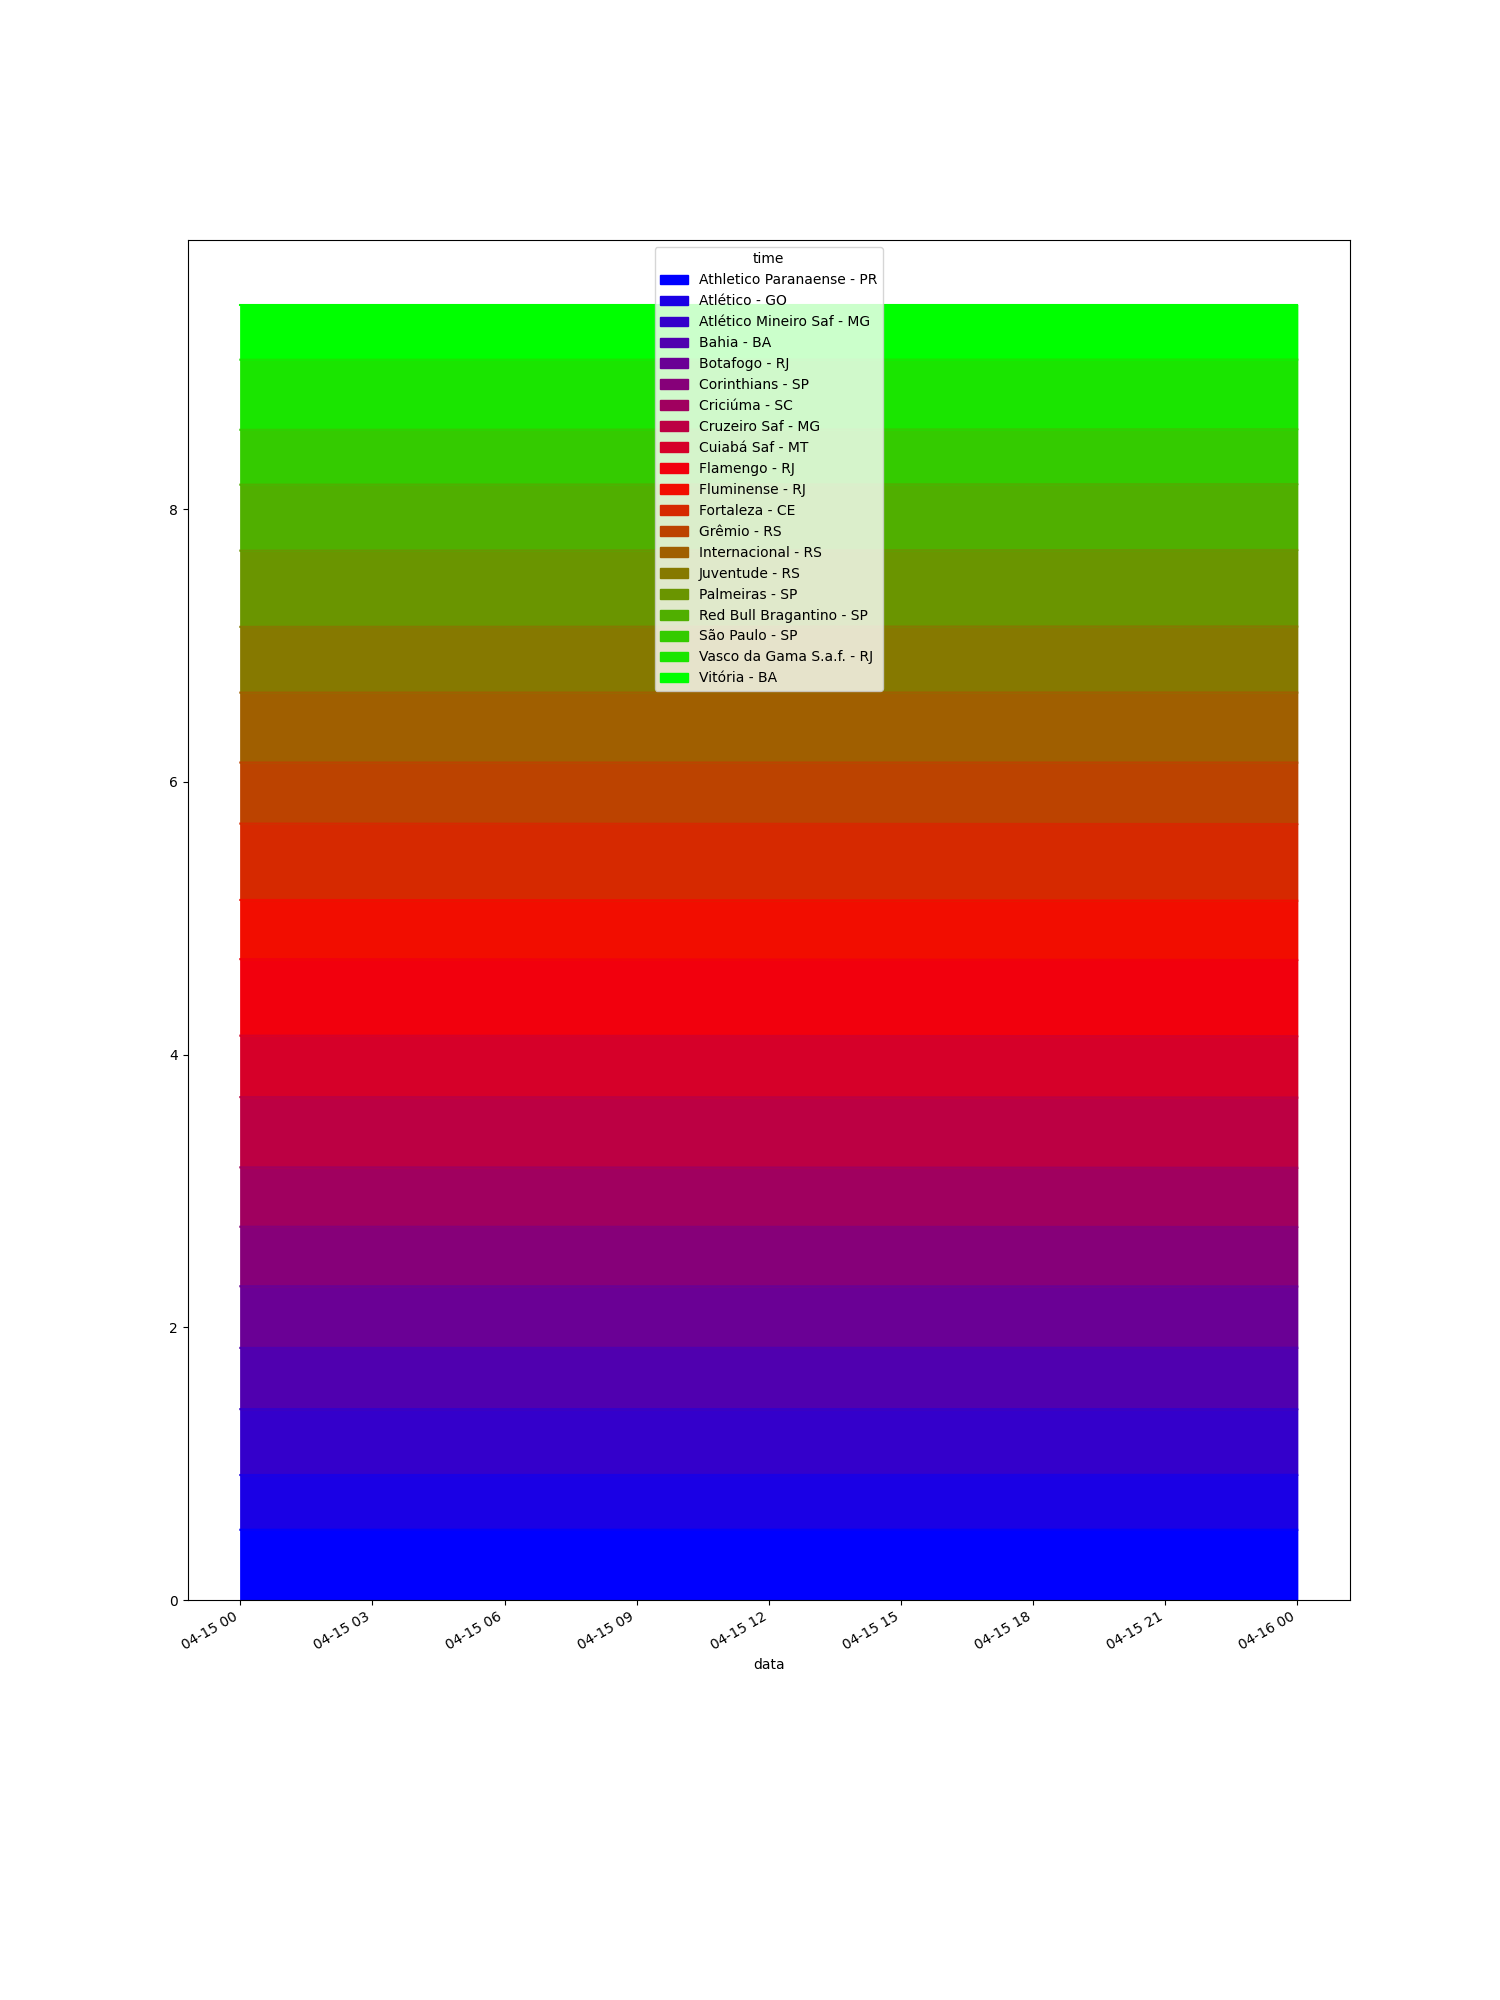 time
Athletico Paranaense - PR
Atlético - GO
Atlético Mineiro Saf - MG
Bahia - BA
Botafogo - RJ
Corinthians - SP
Criciúma - SC
Cruzeiro Saf - MG
Cuiabá Saf - MT
Flamengo - RJ
Fluminense - RJ
Fortaleza - CE
Grêmio - RS
Internacional - RS
Juventude - RS
Palmeiras - SP
Red Bull Bragantino - SP
São Paulo - SP
Vasco da Gama S.a.f. - RJ
Vitória - BA
8
6
4
2
0
04-15 00
04-15 03
04-15 06
04-15 09
04-15 12
04-15 15
04-15 18
04-15 21
04-16 00
data